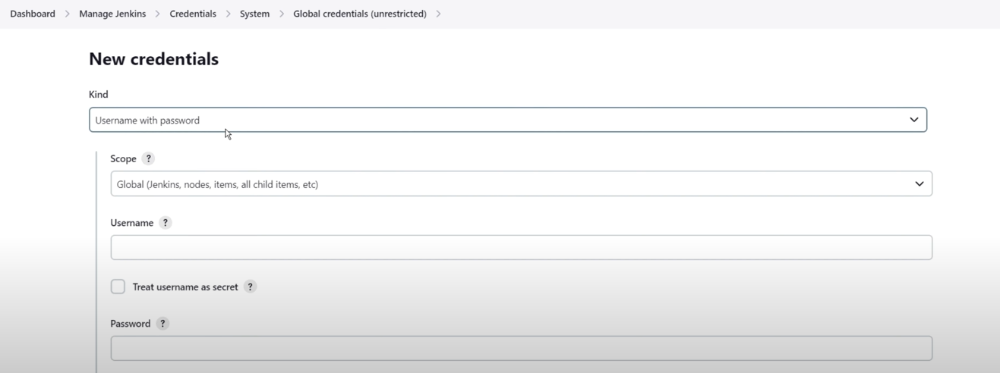 Dashboard > Manage Jenkins > Credentials > System > Global credentials (unrestricted) >
New credentials
Kind
Username with password
Scope ?
Global (Jenkins, nodes, items, all child items, etc)
Username ?
Treat username as secret ?
Password ?